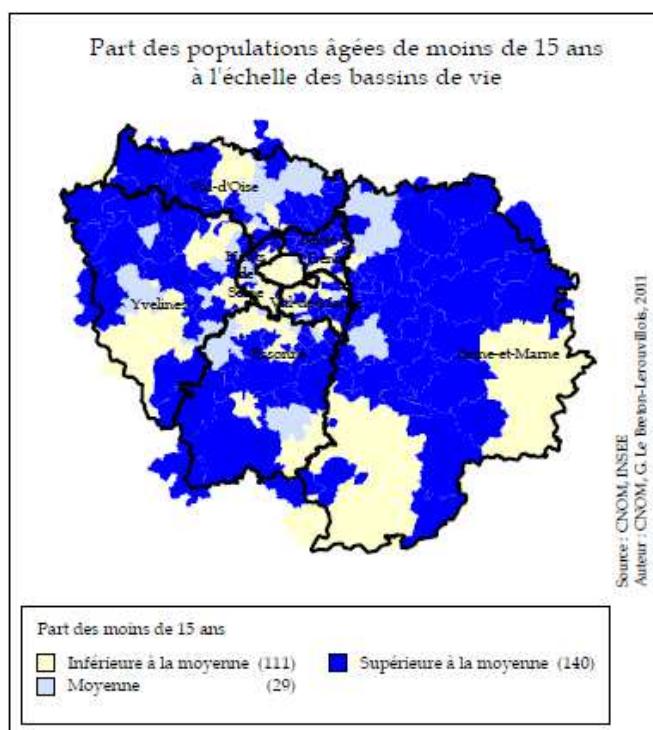 Part des populations âgées de moins de 15 ans
à l'échelle des bassins de vie
Val-d'Oise
Yvelines
Seine
Essonne
Seine-et-Marne
Source : CNOM, INSEE
Auteur : CNOM, G. Le Breton-Lerouvillois, 2011
Part des moins de 15 ans
Inférieure à la moyenne (111)
Supérieure à la moyenne (140)
Moyenne (29)